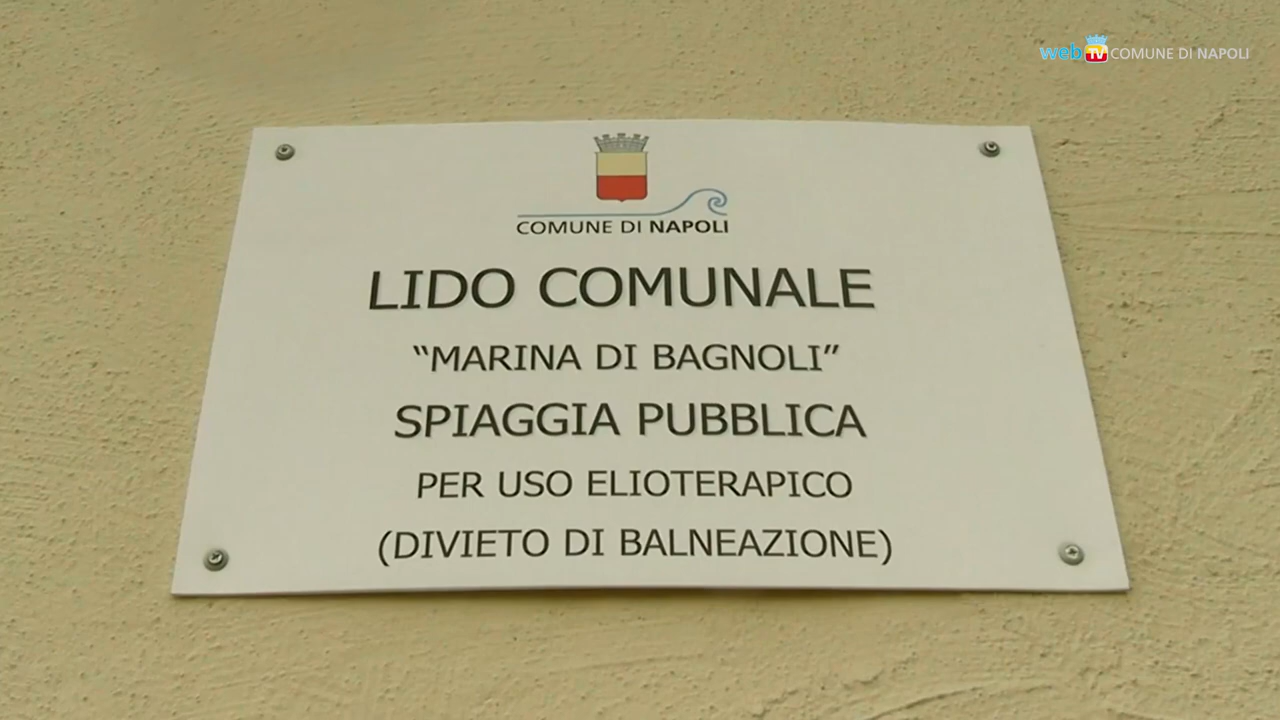 web TV COMUNE DI NAPOLI
COMUNE DI NAPOLI
LIDO COMUNALE
“MARINA DI BAGNOLI”
SPIAGGIA PUBBLICA
PER USO ELIOTERAPICO
(DIVIETO DI BALNEAZIONE)